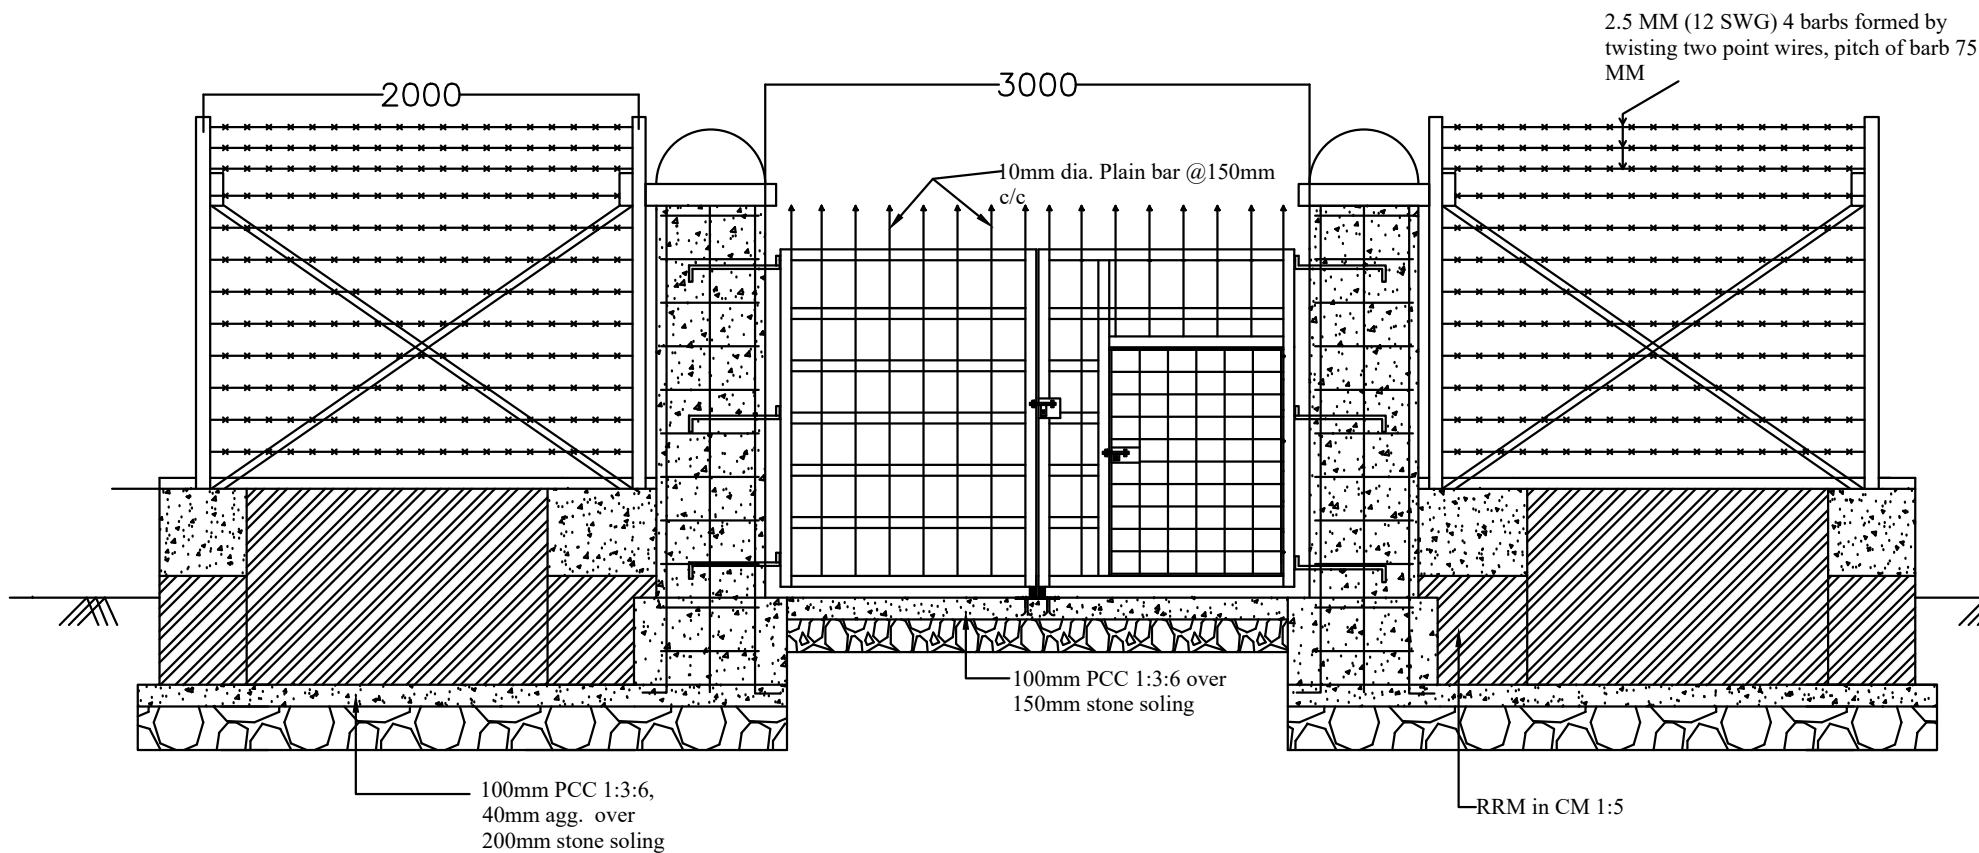 2.5 MM (12 SWG) 4 barbs formed by
twisting two point wires, pitch of barb 75
MM
2000
3000
10mm dia. Plain bar @150mm
c/c
100mm PCC 1:3:6 over
150mm stone soling
100mm PCC 1:3:6,
40mm agg. over
200mm stone soling
RRM in CM 1:5